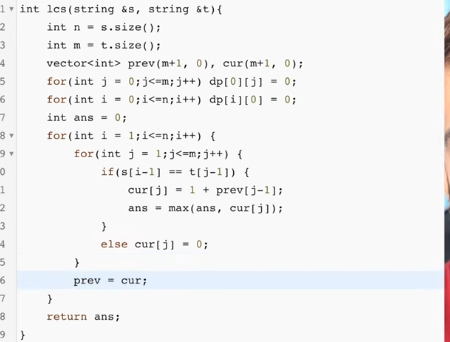 1 int lcs(string &s, string &t){
2     int n = s.size();
3     int m = t.size();
4     vector<int> prev(m+1, 0), cur(m+1, 0);
5     for(int j = 0;j<=m;j++) dp[0][j] = 0;
6     for(int i = 0;i<=n;i++) dp[i][0] = 0;
7     int ans = 0;
8     for(int i = 1;i<=n;i++) {
9         for(int j = 1;j<=m;j++) {
0             if(s[i-1] == t[j-1]) {
1                 cur[j] = 1 + prev[j-1];
2                 ans = max(ans, cur[j]);
3             }
4             else cur[j] = 0;
5         }
6         prev = cur;
7     }
8     return ans;
9 }